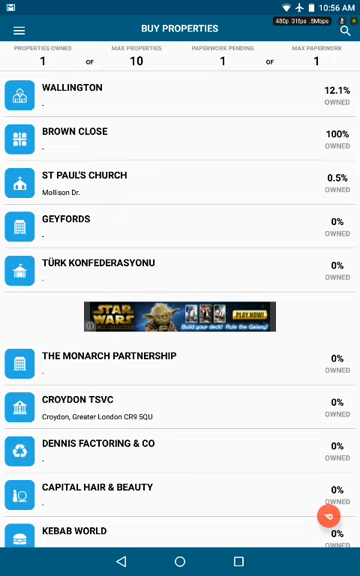 10:56 AM
480p 31fps .5Mbps
BUY PROPERTIES
PROPERTIES OWNED MAX PROPERTIES PAPERWORK PENDING MAX PAPERWORK
1 OF 10 1 OF 1
WALLINGTON 12.1%
. OWNED
BROWN CLOSE 100%
. OWNED
ST PAUL'S CHURCH 0.5%
Mollison Dr. OWNED
GEYFORDS 0%
. OWNED
TÜRK KONFEDERASYONU 0%
. OWNED
STAR WARS PLAY NOW!
Build your deck! Rule the Galaxy!
THE MONARCH PARTNERSHIP 0%
. OWNED
CROYDON TSVC 0%
Croydon, Greater London CR9 5QU OWNED
DENNIS FACTORING & CO 0%
. OWNED
CAPITAL HAIR & BEAUTY 0%
. OWNED
KEBAB WORLD 0%
OWNED